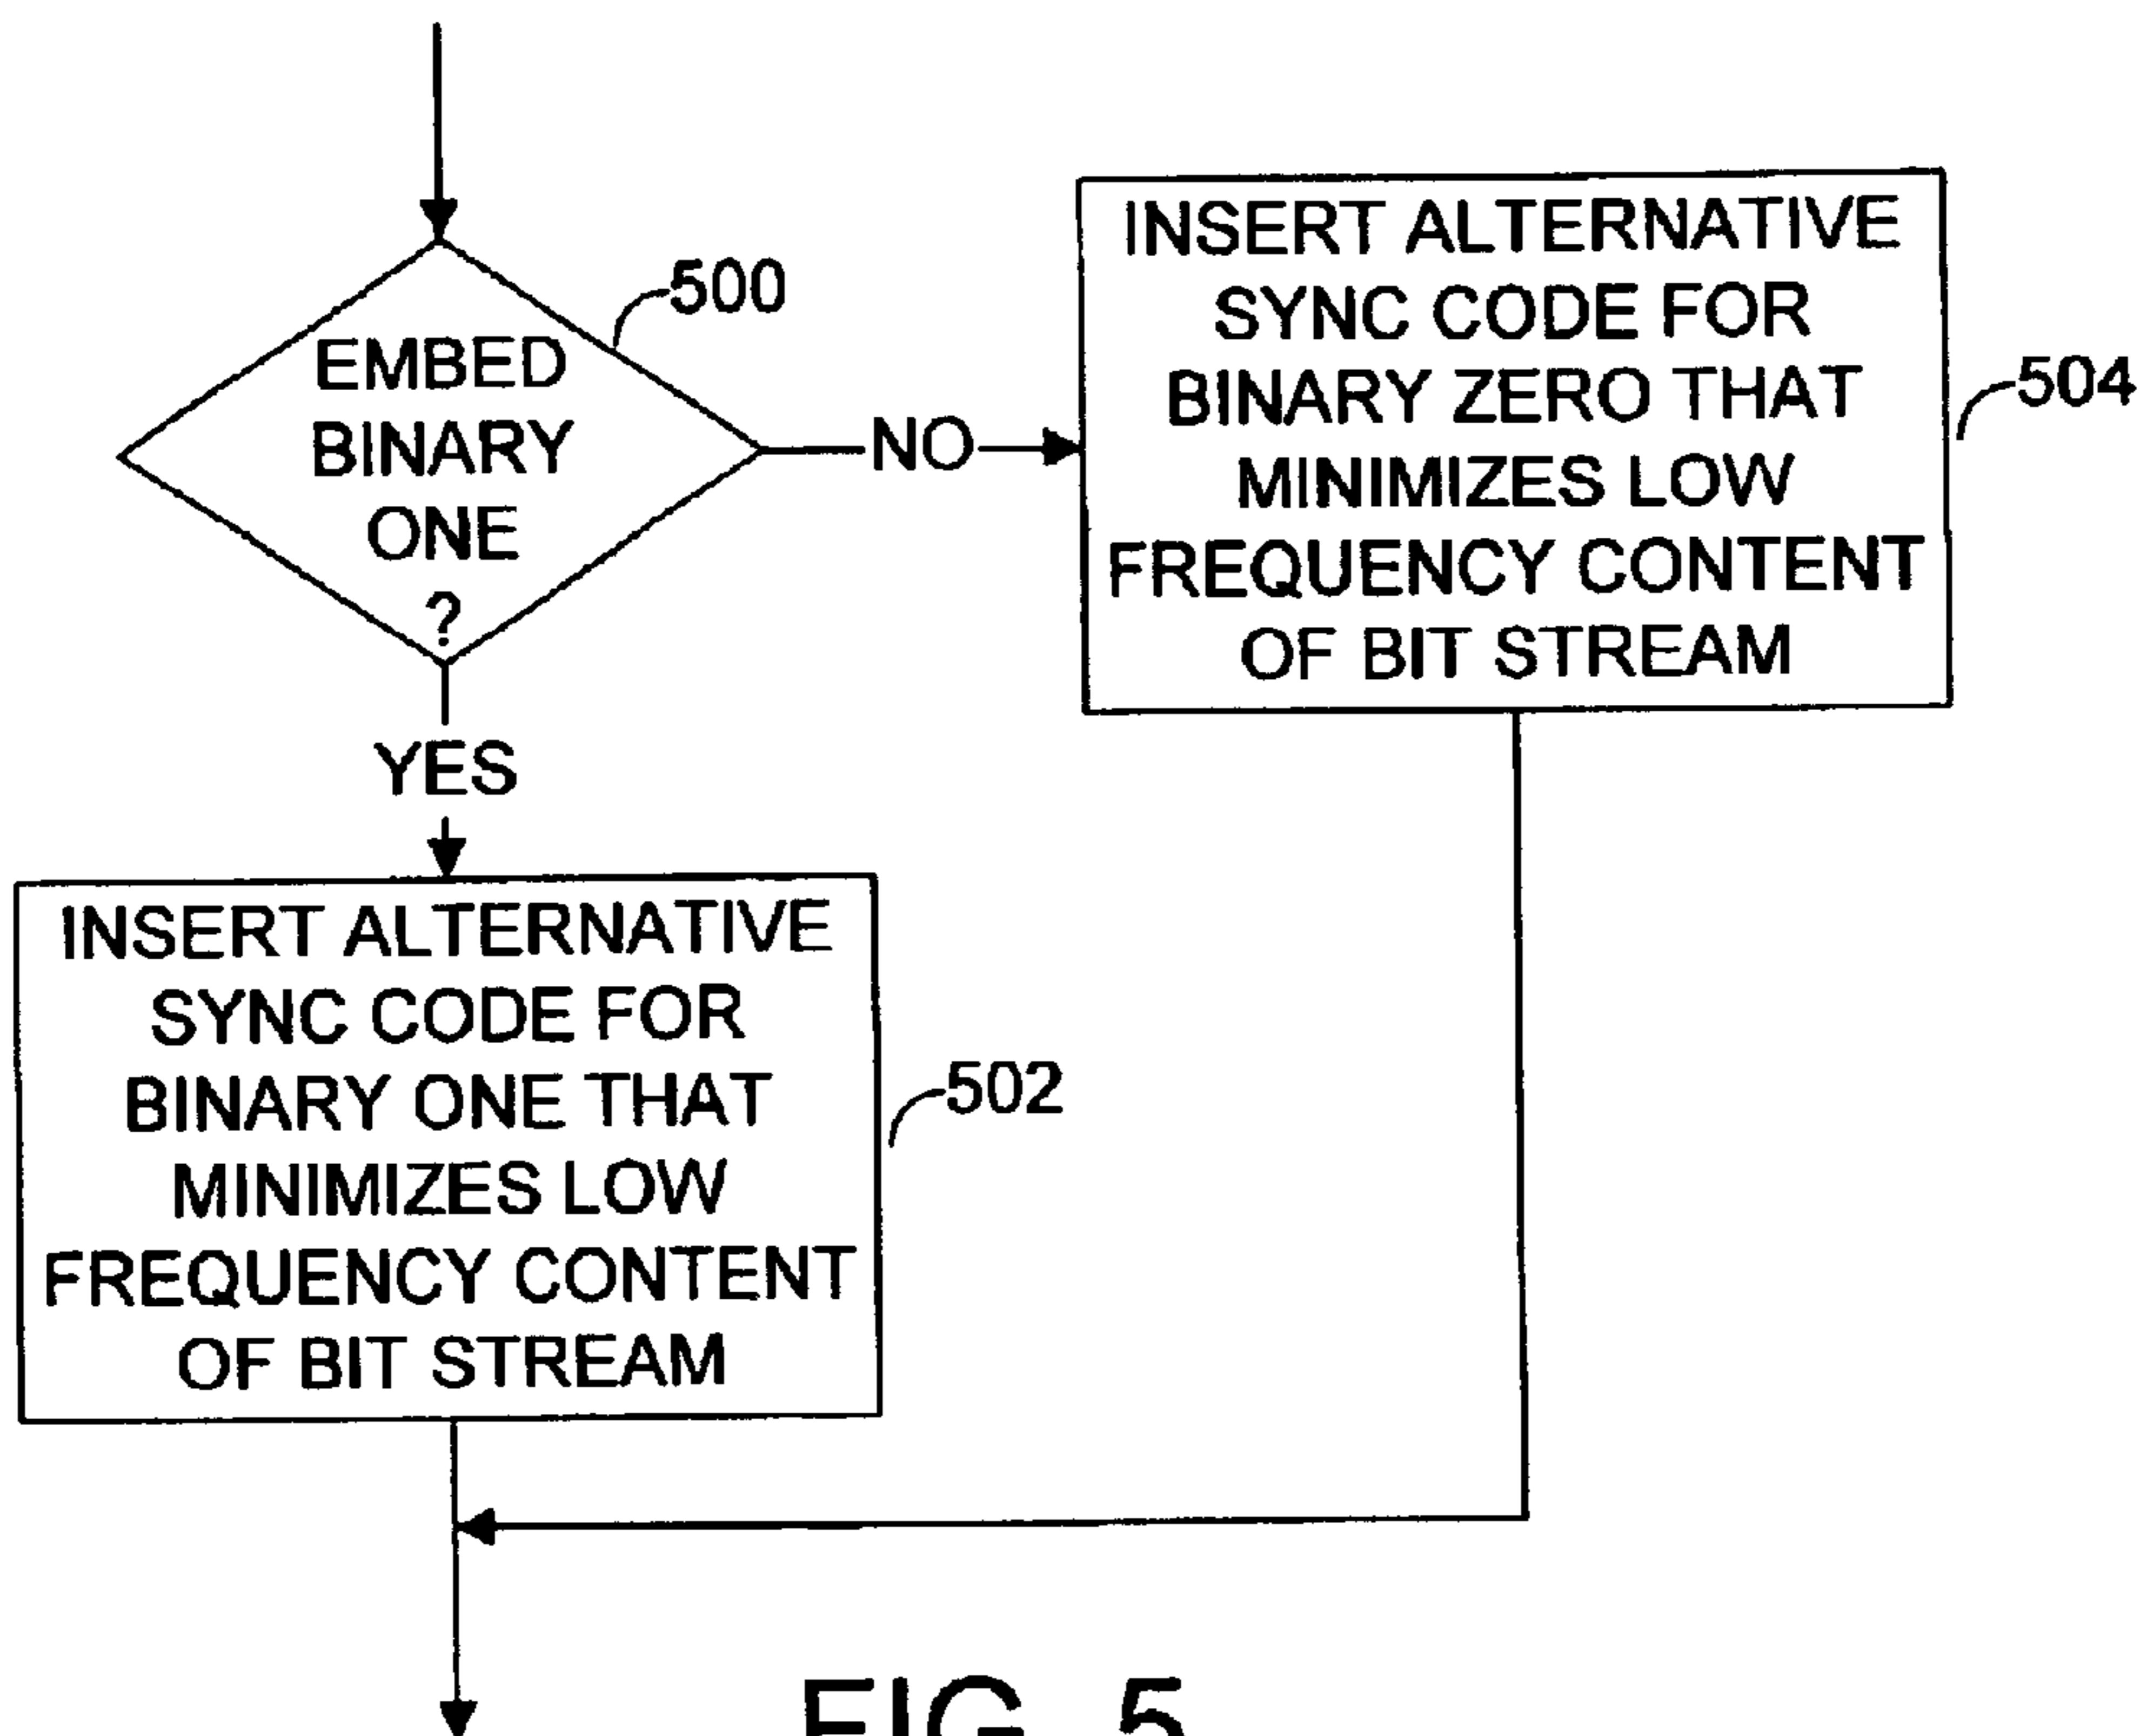 500
EMBED
BINARY
ONE
?
NO
INSERT ALTERNATIVE
SYNC CODE FOR
BINARY ZERO THAT
MINIMIZES LOW
FREQUENCY CONTENT
OF BIT STREAM
504
YES
INSERT ALTERNATIVE
SYNC CODE FOR
BINARY ONE THAT
MINIMIZES LOW
FREQUENCY CONTENT
OF BIT STREAM
502
FIG. 5